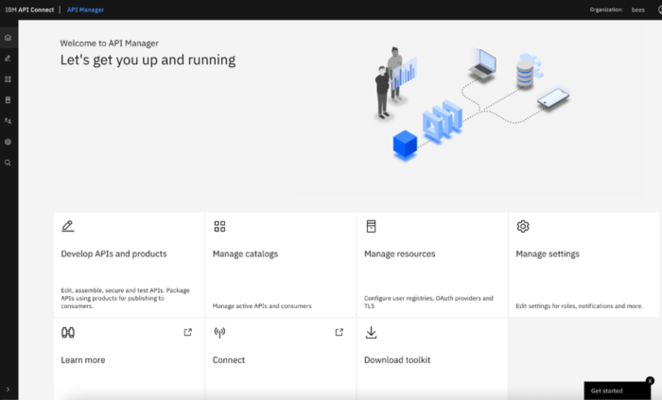 IBM API Connect | API Manager
Organization: bees
Welcome to API Manager
Let's get you up and running
Develop APIs and products
Edit, assemble, secure and test APIs. Package
APIs using products for publishing to
consumers.
Manage catalogs
Manage active APIs and consumers
Manage resources
Configure user registries, OAuth providers and
TLS
Manage settings
Edit settings for roles, notifications and more.
Learn more
Connect
Download toolkit
Get started